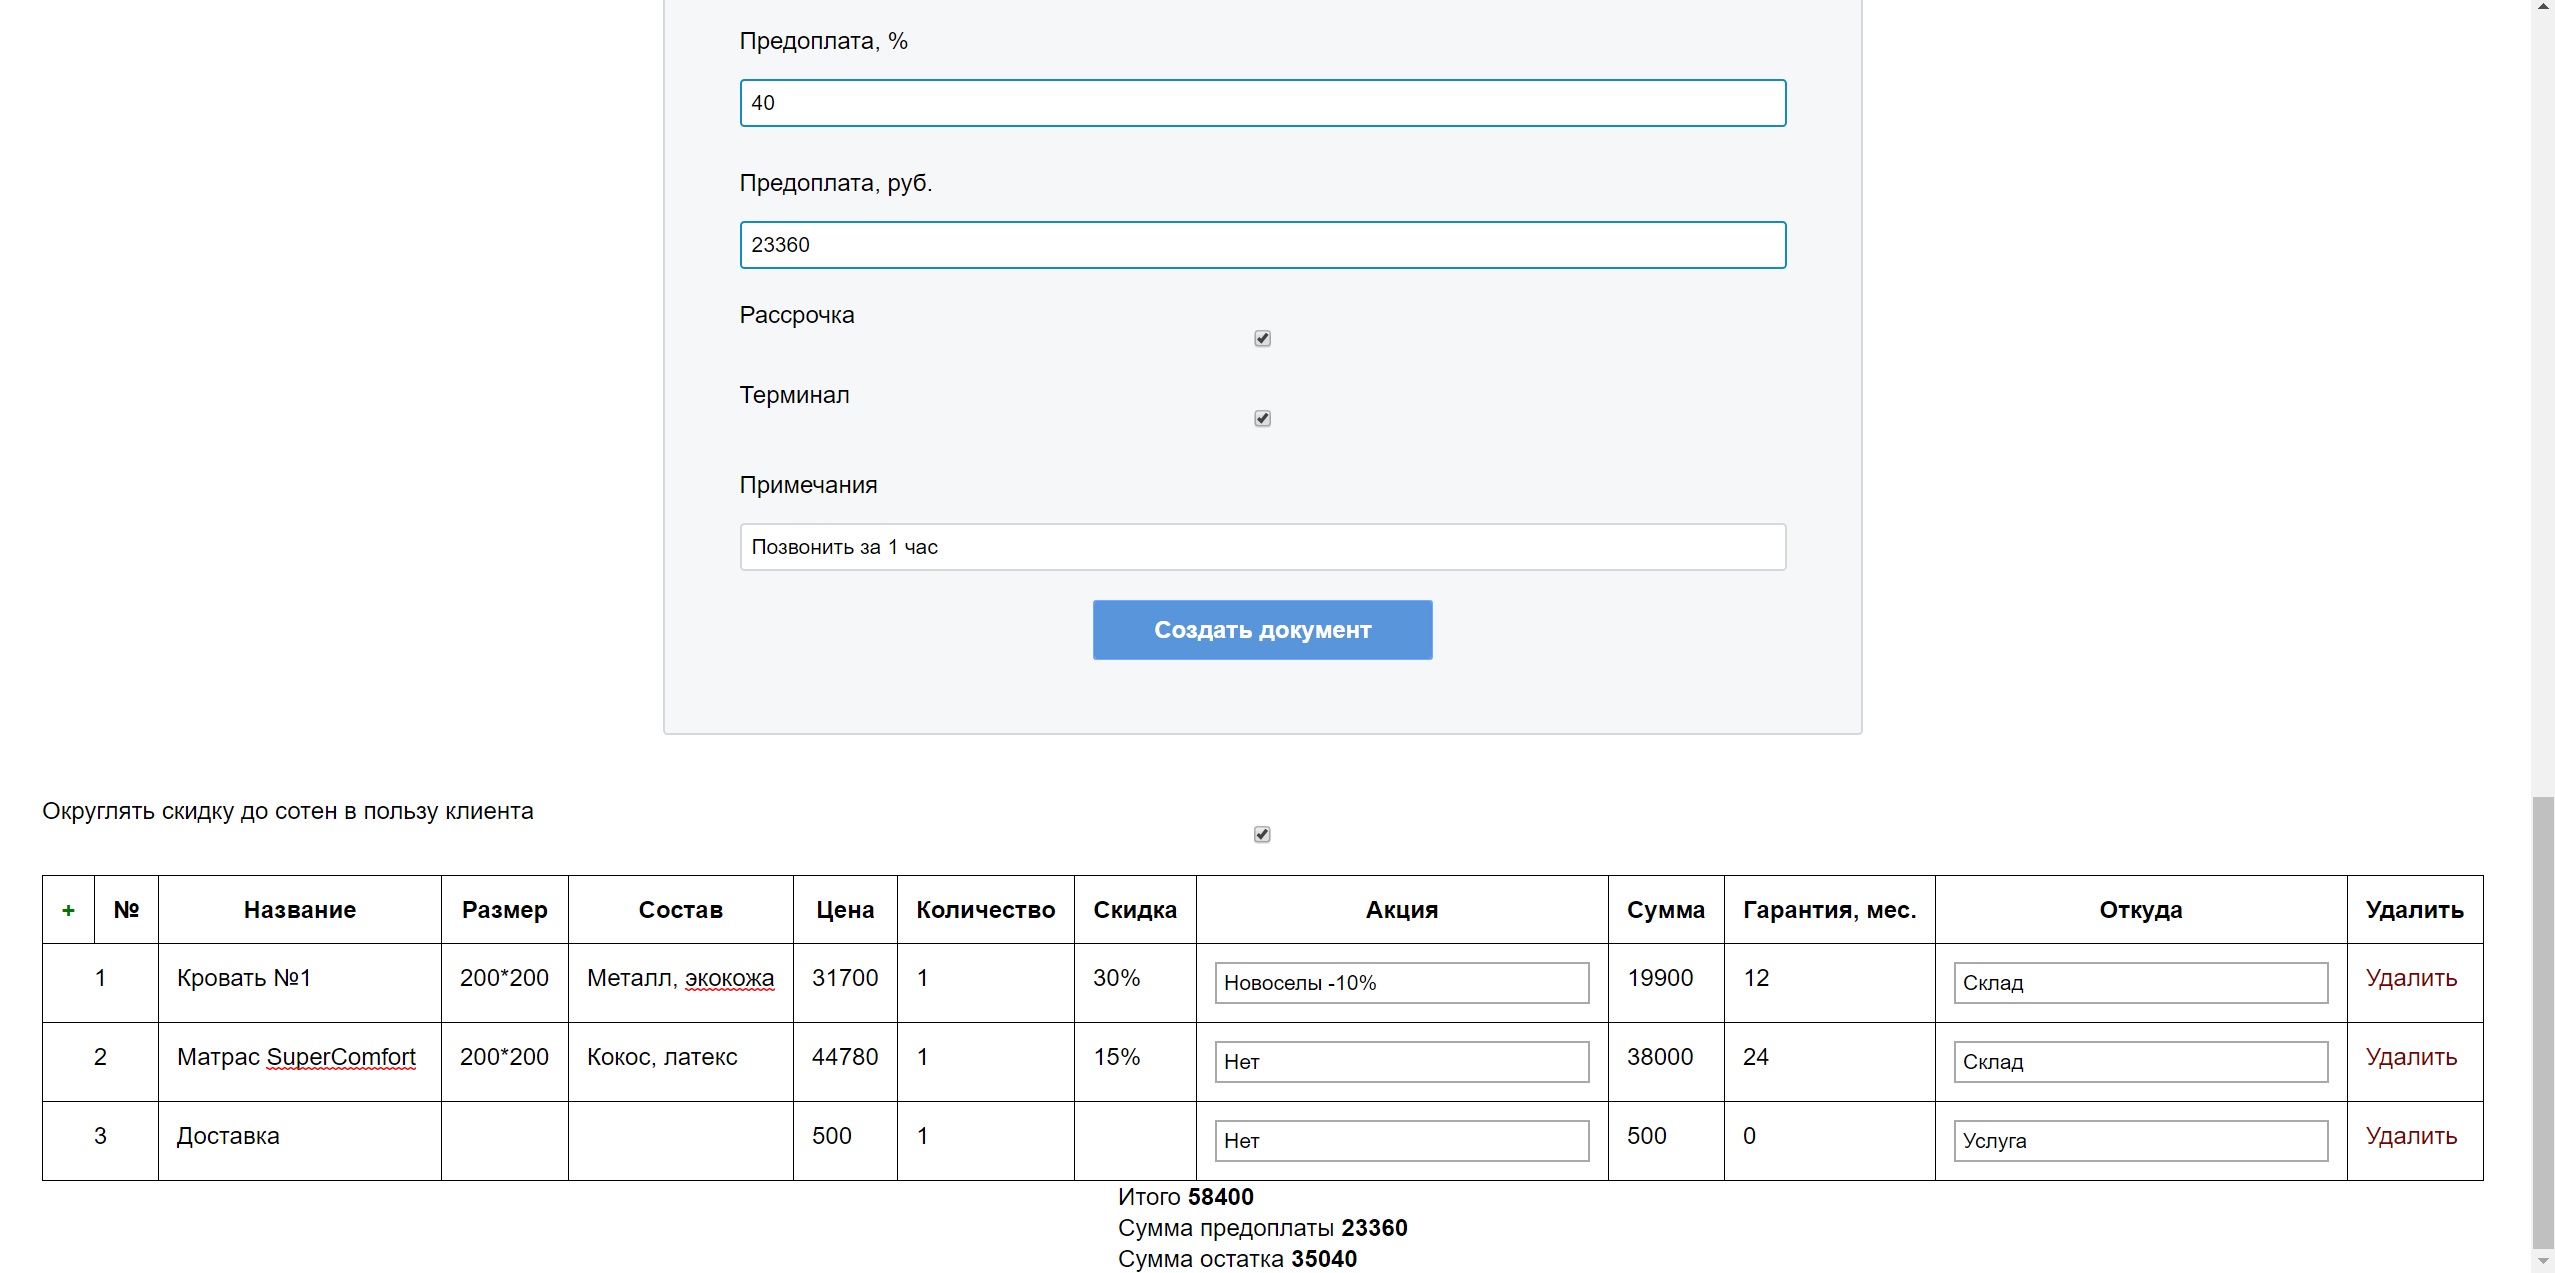 Предоплата, %
40
Предоплата, руб.
23360
Рассрочка
Терминал
Примечания
Позвонить за 1 час
Создать документ
Округлять скидку до сотен в пользу клиента
+ № Название Размер Состав Цена Количество Скидка Акция Сумма Гарантия, мес. Откуда Удалить
1 Кровать №1 200*200 Металл, экокожа 31700 1 30% Новоселы -10% 19900 12 Склад Удалить
2 Матрас SuperComfort 200*200 Кокос, латекс 44780 1 15% Нет 38000 24 Склад Удалить
3 Доставка 500 1 Нет 500 0 Услуга Удалить
Итого 58400
Сумма предоплаты 23360
Сумма остатка 35040